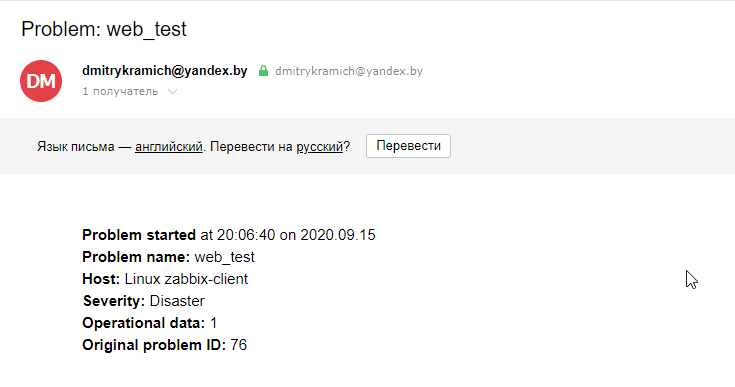 Problem: web_test
DM
dmitrykramich@yandex.by dmitrykramich@yandex.by
1 получатель
Язык письма — английский. Перевести на русский? Перевести
Problem started at 20:06:40 on 2020.09.15
Problem name: web_test
Host: Linux zabbix-client
Severity: Disaster
Operational data: 1
Original problem ID: 76